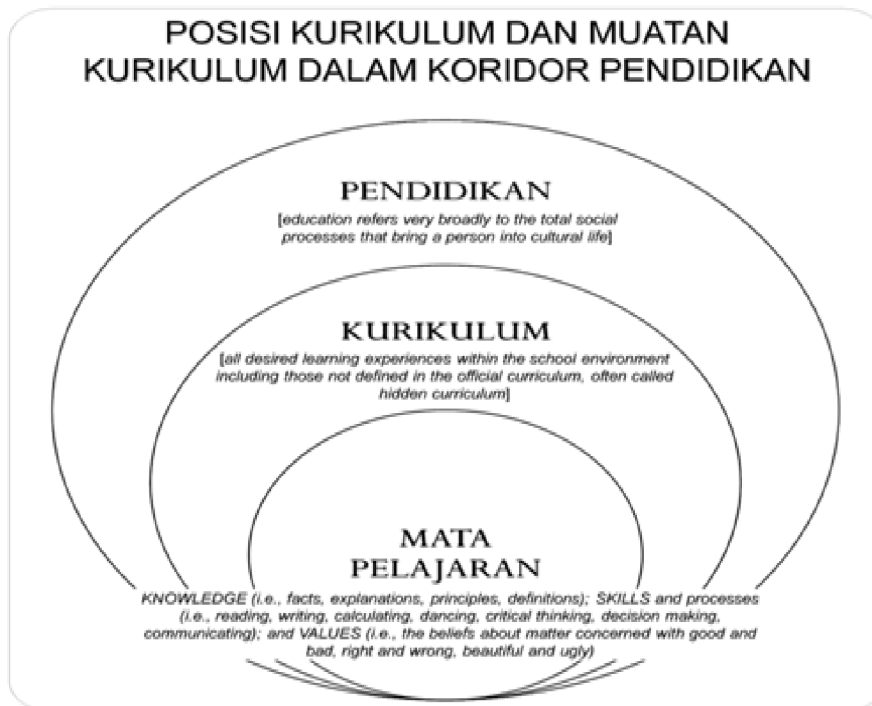 POSISI KURIKULUM DAN MUATAN
KURIKULUM DALAM KORIDOR PENDIDIKAN
PENDIDIKAN
[education refers very broadly to the total social
processes that bring a person into cultural life]
KURIKULUM
[all desired learning experiences within the school environment
including those not defined in the official curriculum, often called
hidden curriculum]
MATA
PELAJARAN
KNOWLEDGE (i.e., facts, explanations, principles, definitions); SKILLS and processes
(i.e., reading, writing, calculating, dancing, critical thinking, decision making,
communicating); and VALUES (i.e., the beliefs about matter concerned with good and
bad, right and wrong, beautiful and ugly)